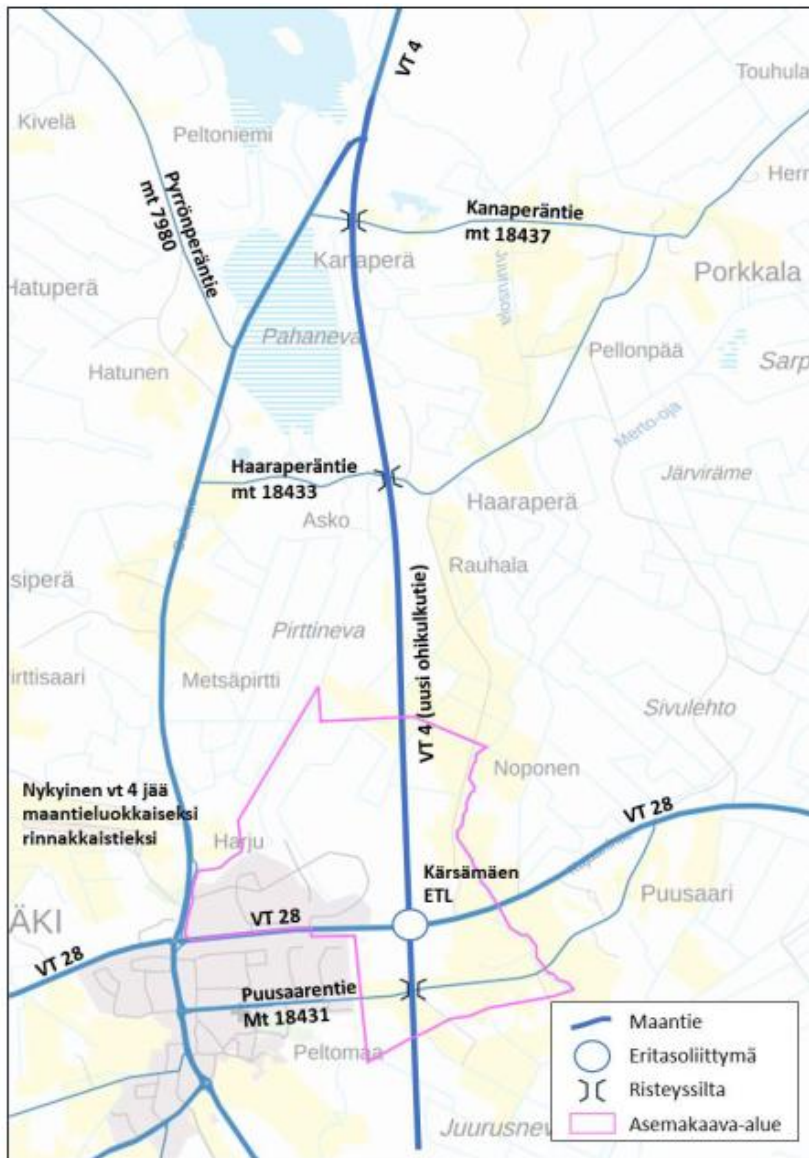 VT 4
Touhula
Kivelä
Peltoniemi
Pyrrönperäntie
mt 7980
Kanaperäntie
mt 18437
Kanaperä
Juurusoja
Porkkala
Hatuperä
Pahaneva
Pellonpää
Hatunen
Merto-oja
Haaraperäntie
mt 18433
Järviräme
Asko
Haaraperä
siperä
Rauhala
Pirttineva
irttisaari
Metsäpirtti
VT 4 (uusi ohikulkutie)
Sivulehto
Noponen
Nykyinen vt 4 jää
maantieluokkaiseksi
rinnakkaistieksi
VT 28
Harju
Kärsämäen
ETL
Puusaari
ÄKI
VT 28
VT 28
Puusaarentie
Mt 18431
Peltomaa
Juurusnev
Maantie
Eritasoliittymä
Risteyssilta
Asemakaava-alue